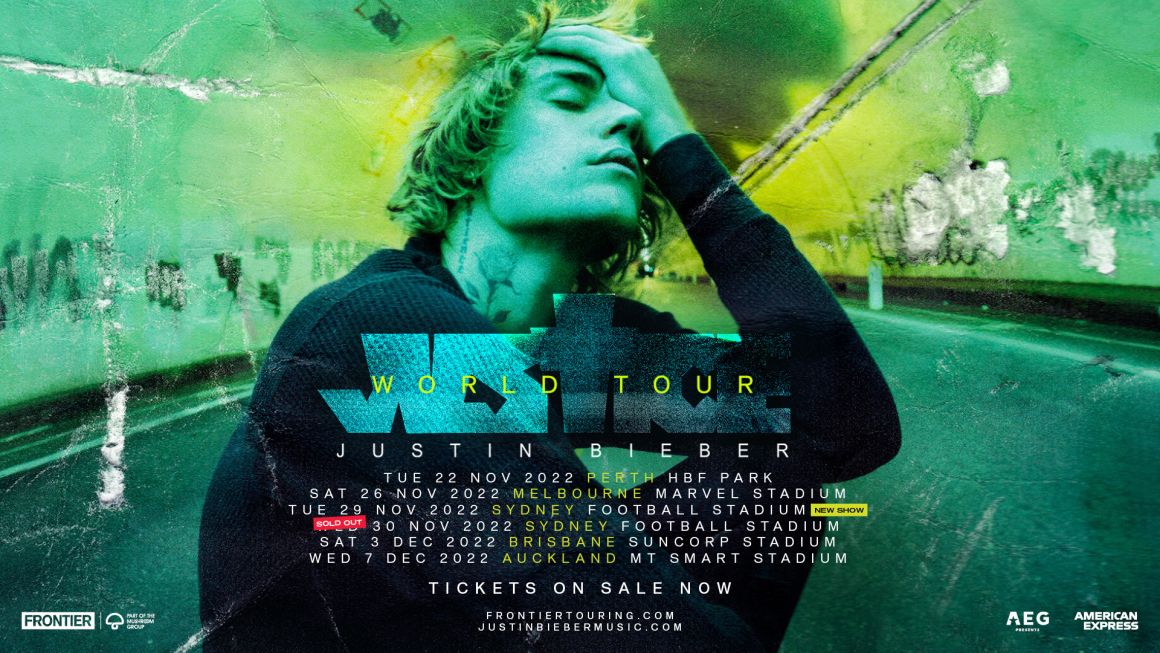 JUSTICE
WORLD TOUR
JUSTIN BIEBER
TUE 22 NOV 2022 PERTH HBF PARK
SAT 26 NOV 2022 MELBOURNE MARVEL STADIUM
TUE 29 NOV 2022 SYDNEY FOOTBALL STADIUM NEW SHOW
SOLD OUT
WED 30 NOV 2022 SYDNEY FOOTBALL STADIUM
SAT 3 DEC 2022 BRISBANE SUNCORP STADIUM
WED 7 DEC 2022 AUCKLAND MT SMART STADIUM
TICKETS ON SALE NOW
FRONTIERTOURING.COM
JUSTINBIEBERMUSIC.COM
FRONTIER
PART OF THE
MUSHROOM
GROUP
AEG
PRESENTS
AMERICAN
EXPRESS